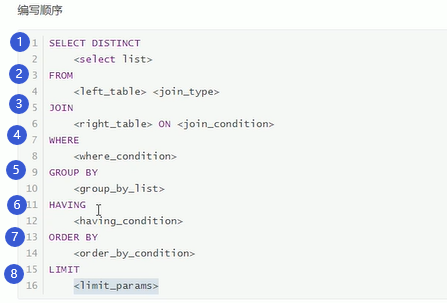 编写顺序
1 1 SELECT DISTINCT
2 <select list>
2 3 FROM
4 <left_table> <join_type>
3 5 JOIN
6 <right_table> ON <join_condition>
4 7 WHERE
8 <where_condition>
5 9 GROUP BY
10 <group_by_list>
6 11 HAVING
12 <having_condition>
7 13 ORDER BY
14 <order_by_condition>
8 15 LIMIT
16 <limit_params>